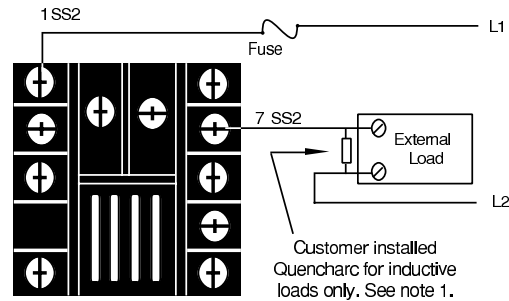 1SS2
L1
Fuse
7 SS2
External
Load
L2
Customer installed
Quencharc for inductive
loads only. See note 1.